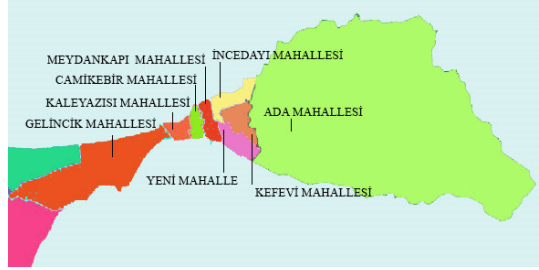 MEYDANKAPI MAHALLESİ
İNCEDAYI MAHALLESİ
CAMİKEBİR MAHALLESİ
KALEYAZISI MAHALLESİ
ADA MAHALLESİ
GELİNCİK MAHALLESİ
YENİ MAHALLE
KEFEVİ MAHALLESİ